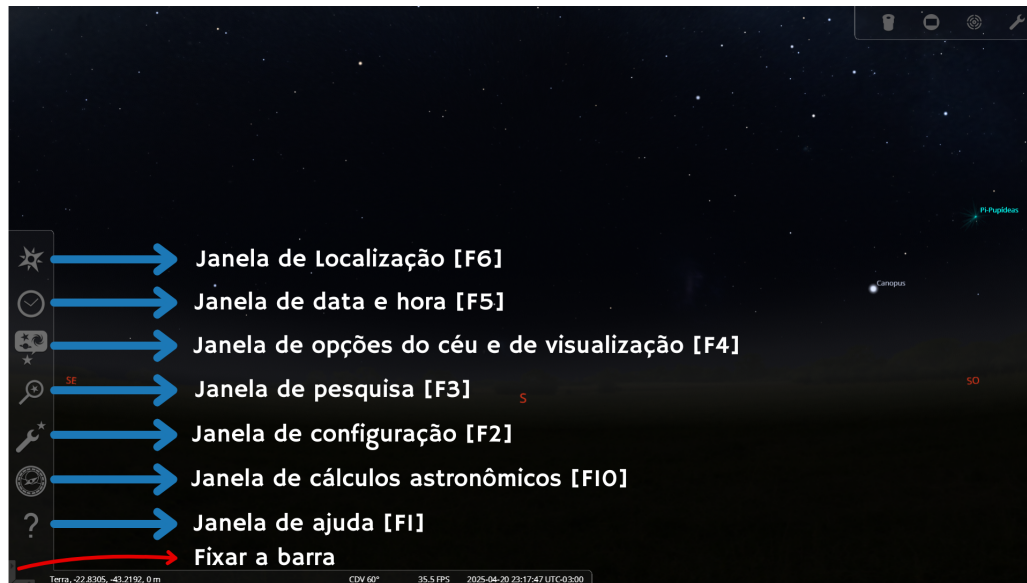 Pi-Pupideas
Janela de Localização [F6]
Canopus
Janela de data e hora [F5]
Janela de opções do céu e de visualização [F4]
SE
SO
Janela de pesquisa [F3]
S
Janela de configuração [F2]
Janela de cálculos astronômicos [F10]
?
Janela de ajuda [F1]
Fixar a barra
Terra, -22.8305, -43.2192, 0 m CDV 60° 35.5 FPS 2025-04-20 23:17:47 UTC-03:00